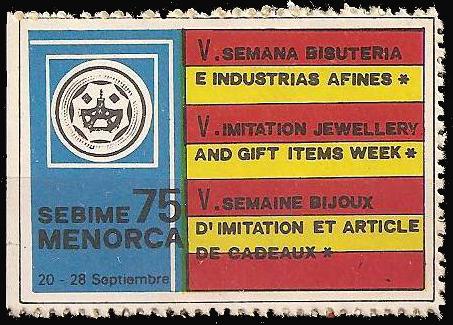 SEBIME 75
MENORCA
20 - 28 Septiembre
V. SEMANA BISUTERIA
E INDUSTRIAS AFINES *
V. IMITATION JEWELLERY
AND GIFT ITEMS WEEK *
V. SEMAINE BIJOUX
D'IMITATION ET ARTICLE
DE CADEAUX *